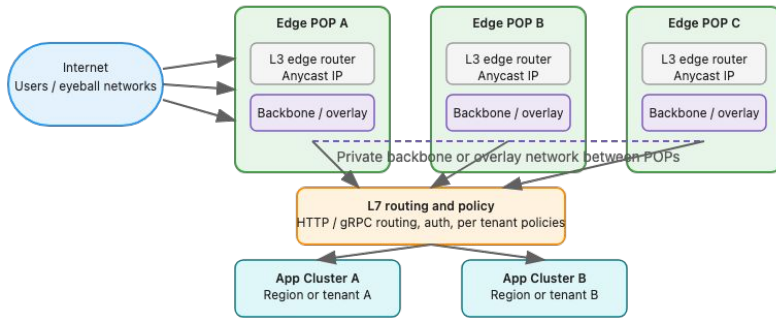 Edge POP A
Edge POP B
Edge POP C
Internet
Users / eyeball networks
L3 edge router
Anycast IP
L3 edge router
Anycast IP
L3 edge router
Anycast IP
Backbone / overlay
Backbone / overlay
Backbone / overlay
Private backbone or overlay network between POPs
L7 routing and policy
HTTP / gRPC routing, auth, per tenant policies
App Cluster A
Region or tenant A
App Cluster B
Region or tenant B